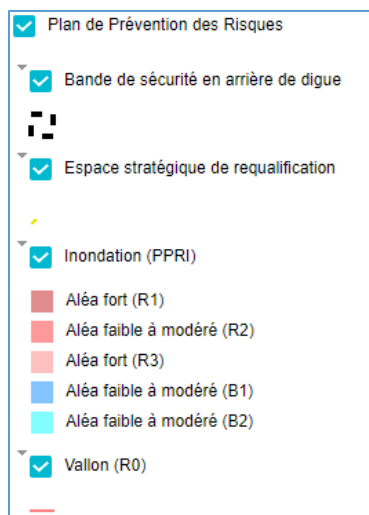 Plan de Prévention des Risques
Bande de sécurité en arrière de digue
Espace stratégique de requalification
Inondation (PPRI)
Aléa fort (R1)
Aléa faible à modéré (R2)
Aléa fort (R3)
Aléa faible à modéré (B1)
Aléa faible à modéré (B2)
Vallon (R0)